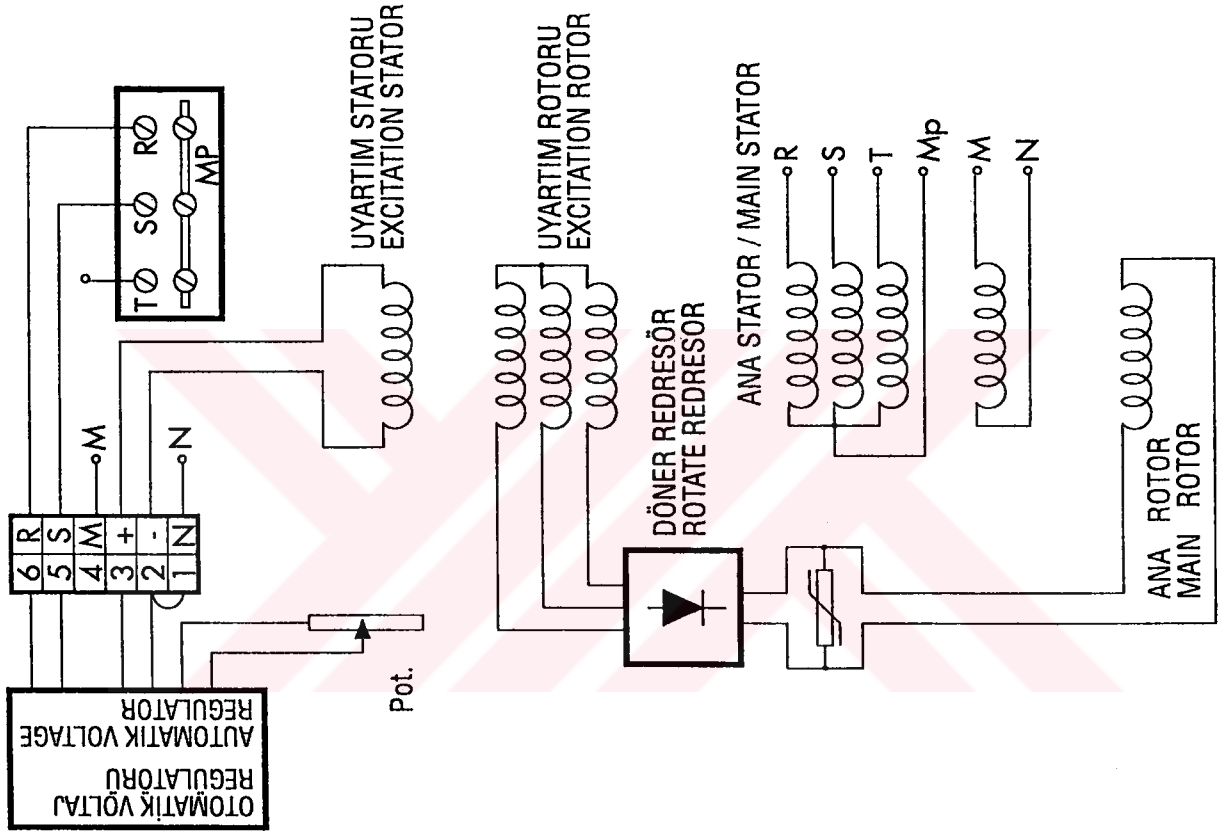 OTOMATİK VOLTAJ
REGULATÖRU
AUTOMATIK VOLTAGE
REGULATOR
6 R
5 S
4 M
3 +
2 -
1 N
M
N
Pot.
T S R
MP
UYARTIM STATORU
EXCITATION STATOR
UYARTIM ROTORU
EXCITATION ROTOR
DÖNER REDRESÖR
ROTATE REDRESOR
ANA STATOR / MAIN STATOR
R
S
T
Mp
M
N
ANA ROTOR
MAIN ROTOR